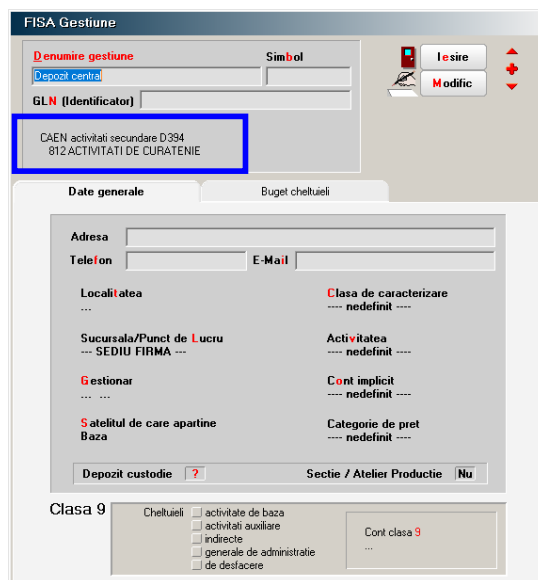 FISA Gestiune
Denumire gestiune Simbol
Depozit central
GLN (Identificator)
Iesire
Modific
CAEN activitati secundare D394
812 ACTIVITATI DE CURATENIE
Date generale Buget cheltuieli
Adresa
Telefon E-Mail
Localitatea Clasa de caracterizare
... ---- nedefinit ----
Sucursala/Punct de Lucru Activitatea
--- SEDIU FIRMA --- ---- nedefinit ----
Gestionar Cont implicit
... ... ---- nedefinit ----
Satelitul de care apartine Categorie de pret
Baza ---- nedefinit ----
Depozit custodie ? Sectie / Atelier Productie Nu
Clasa 9 Cheltuieli activitate de baza
activitati auxiliare
indirecte
generale de administratie
de desfacere
Cont clasa 9
...